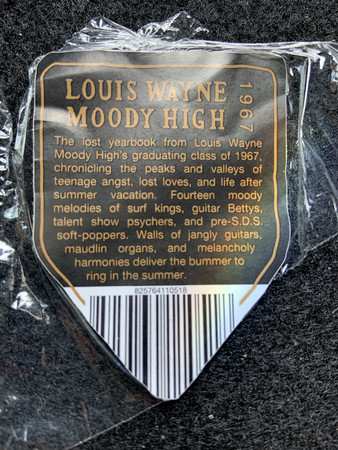 LOUIS WAYNE
MOODY HIGH
1967
The lost yearbook from Louis Wayne
Moody High's graduating class of 1967,
chronicling the peaks and valleys of
teenage angst, lost loves, and life after
summer vacation. Fourteen moody
melodies of surf kings, guitar Bettys,
talent show psychers, and pre-S.D.S.
soft-poppers. Walls of jangly guitars,
maudlin organs, and melancholy
harmonies deliver the bummer to
ring in the summer.
825764110518